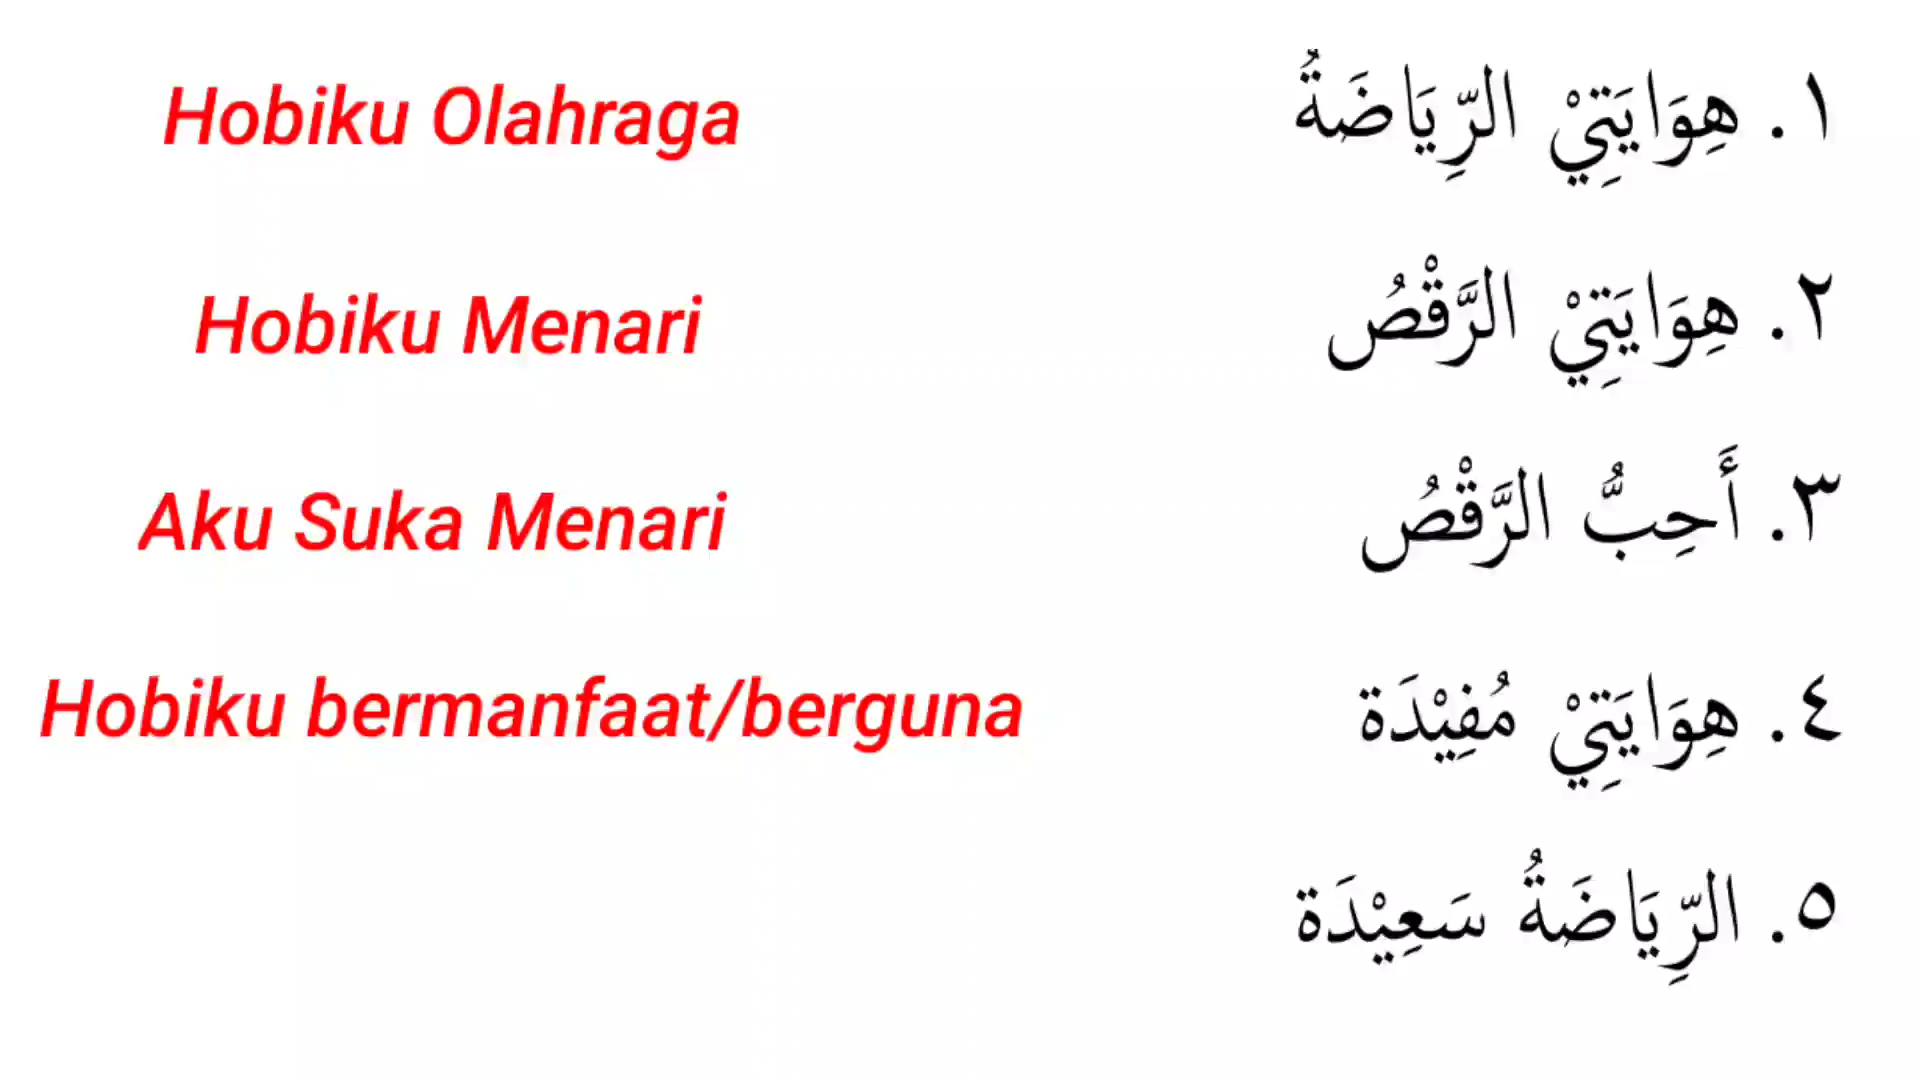 Hobiku Olahraga
١. هِوَايَتِيْ الرِّيَاضَةُ
Hobiku Menari
٢. هِوَايَتِيْ الرَّقْصُ
Aku Suka Menari
٣. أَحِبُّ الرَّقْصُ
Hobiku bermanfaat/berguna
٤. هِوَايَتِيْ مُفِيْدَة
٥. الرِّيَاضَةُ سَعِيْدَة